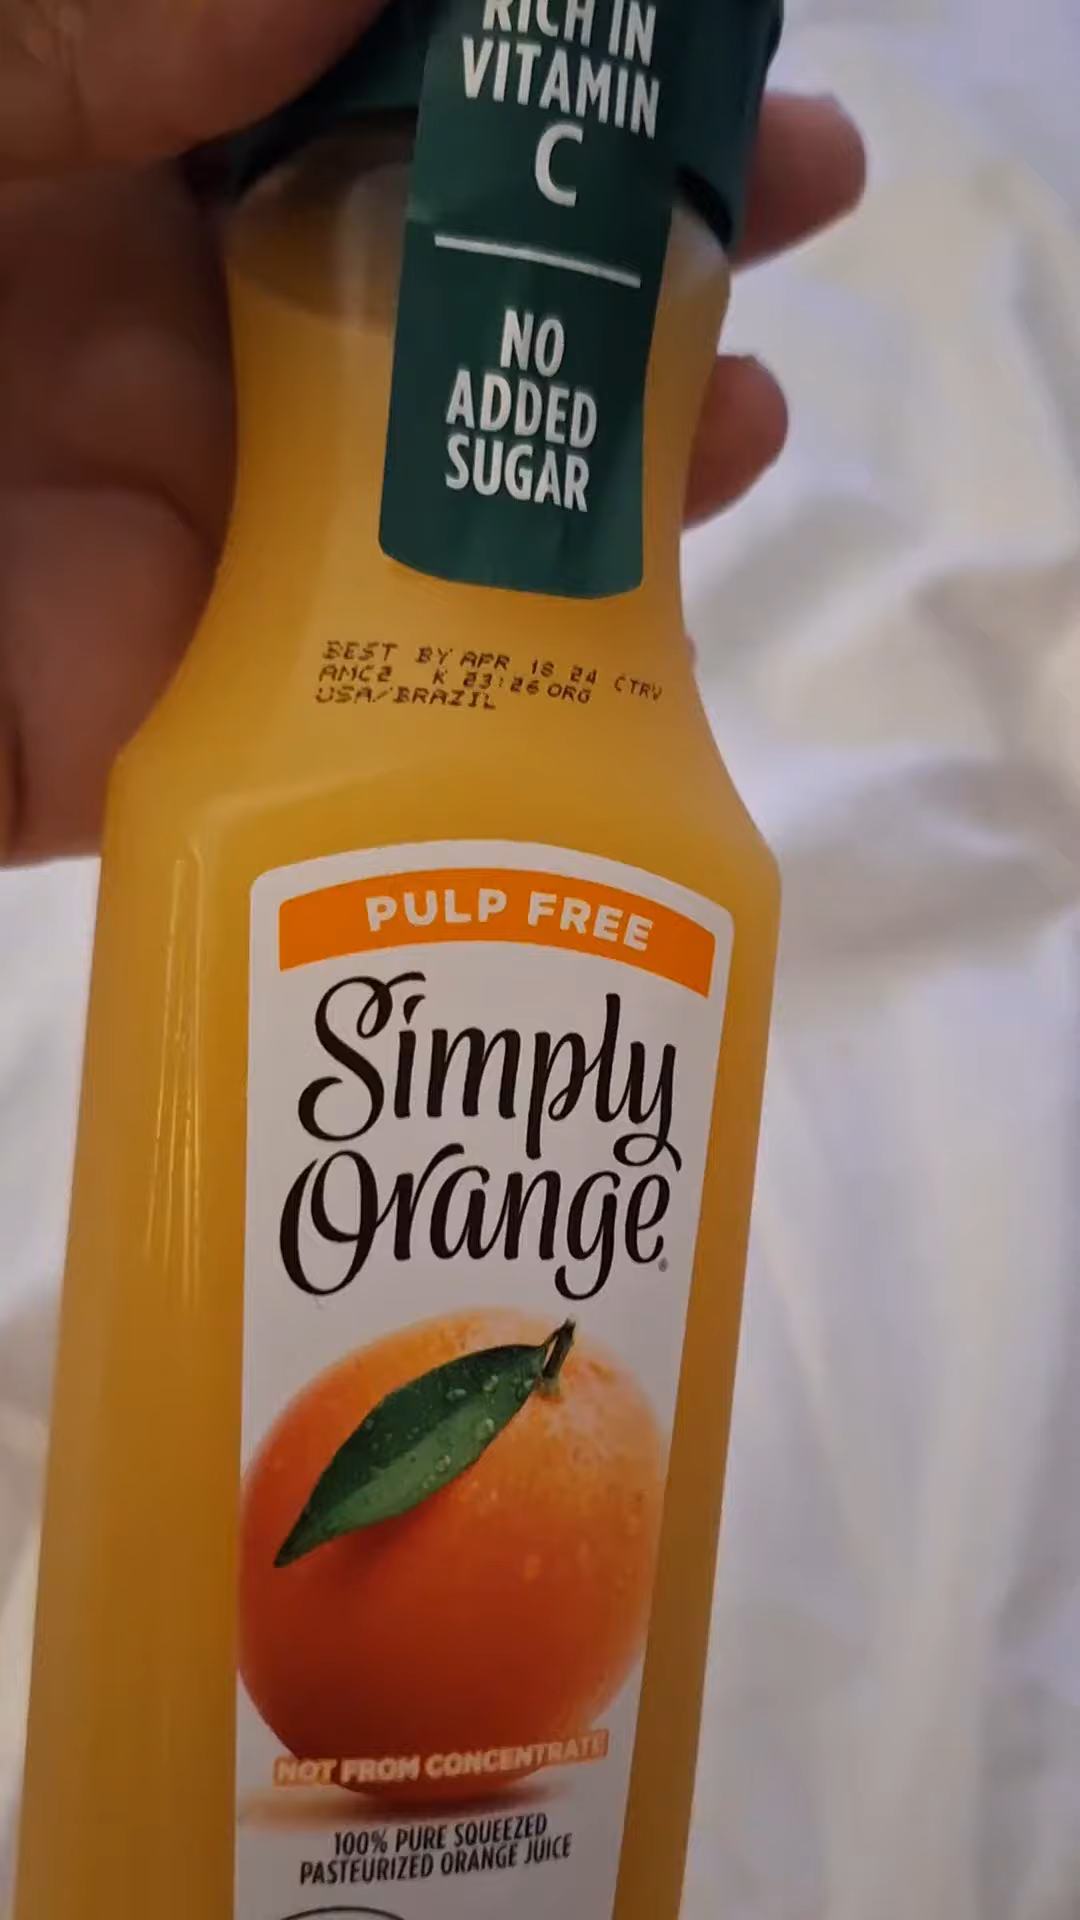 RICH IN
VITAMIN
C
NO
ADDED
SUGAR
BEST BY APR 18 24 CTRV
AMC2 K 23:26 ORG
USA/BRAZIL
PULP FREE
Simply
Orange®
NOT FROM CONCENTRATE
100% PURE SQUEEZED
PASTEURIZED ORANGE JUICE